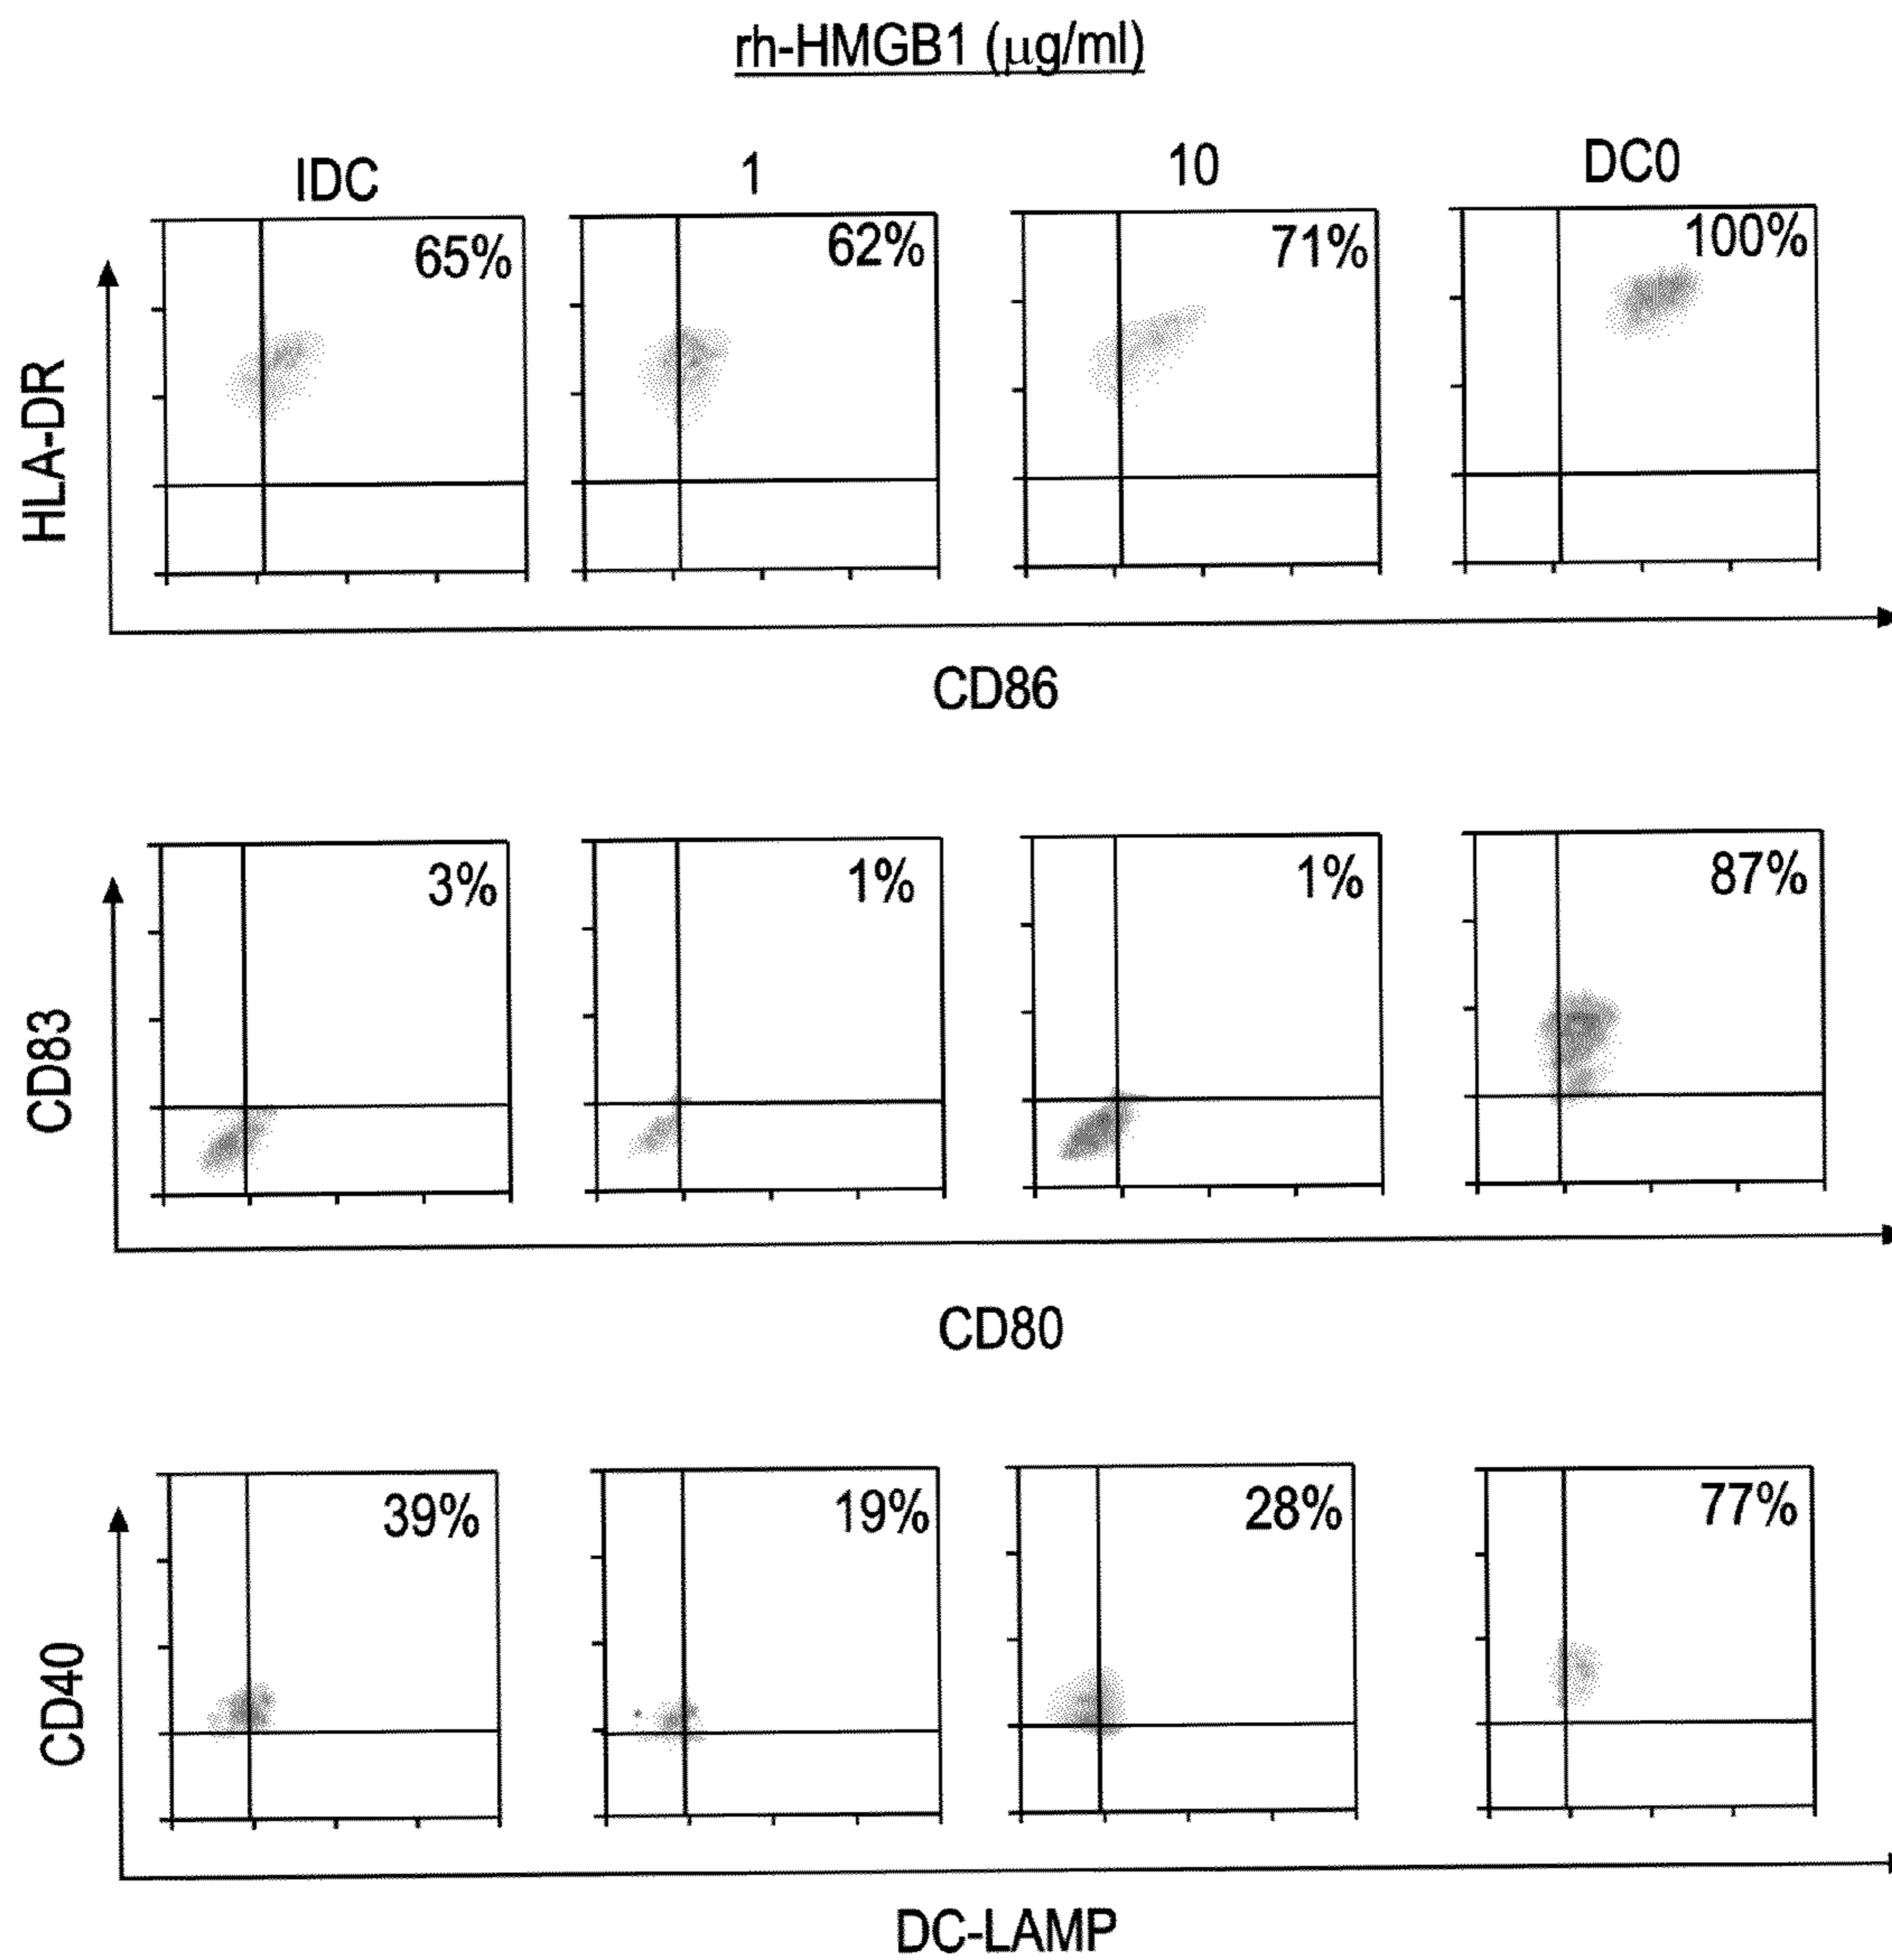 rh-HMGB1 (μg/ml)
IDC 1 10 DC0
65% 62% 71% 100%
HLA-DR
CD86
3% 1% 1% 87%
CD83
CD80
39% 19% 28% 77%
CD40
DC-LAMP